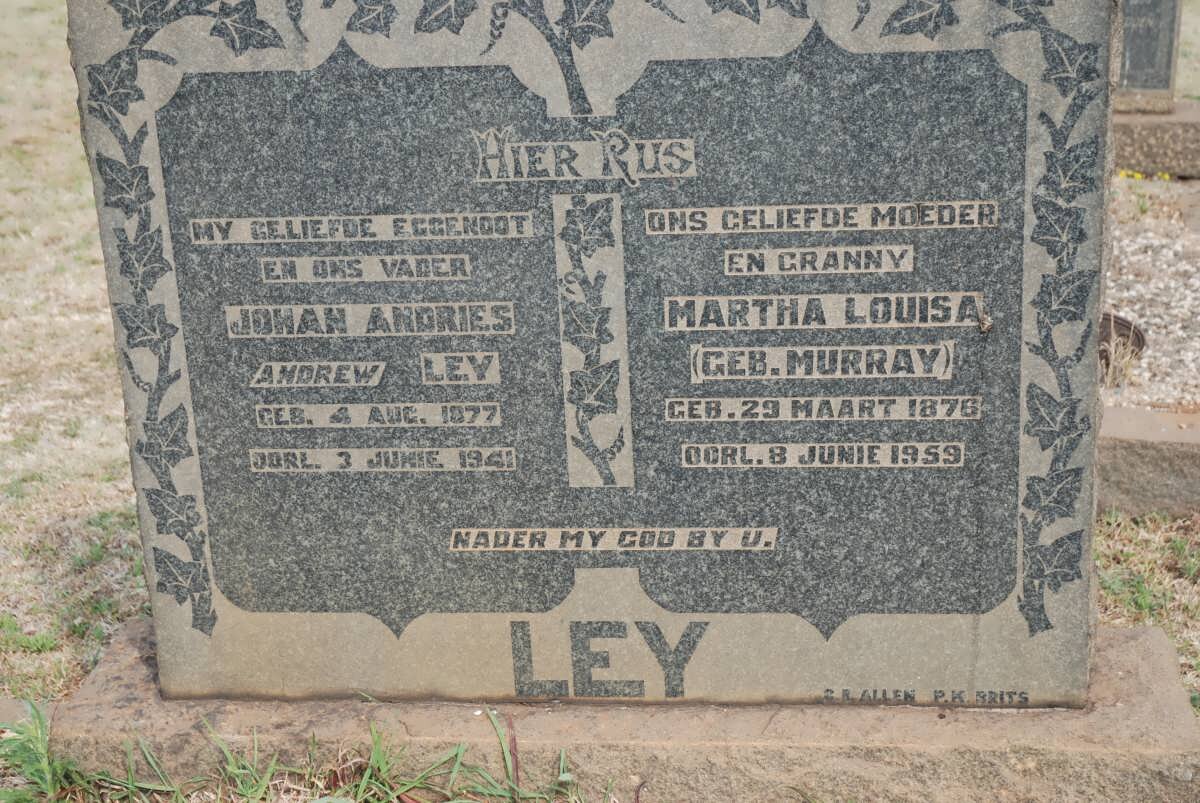 HIER RUS
MY GELIEFDE EGGENOOT
EN ONS VADER
JOHAN ANDRIES
ANDREW LEY
GEB. 4 AUG. 1877
OORL. 3 JUNIE 1941
ONS GELIEFDE MOEDER
EN GRANNY
MARTHA LOUISA
(GEB. MURRAY)
GEB. 29 MAART 1876
OORL. 8 JUNIE 1959
NADER MY GOD BY U.
LEY
ALLEN P.K. BRITS